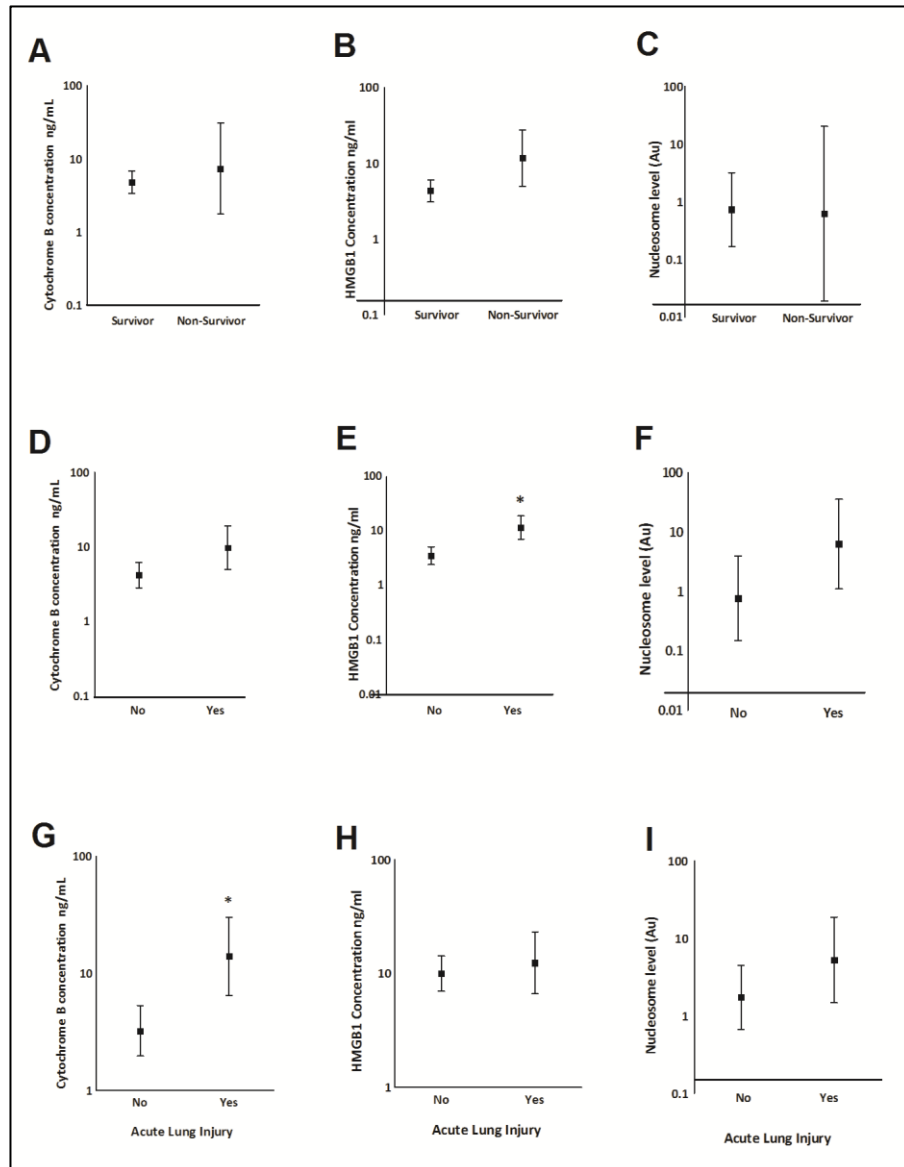 A
Cytochrome B concentration ng/mL
100
10
1
0.1
Survivor Non-Survivor
B
HMGB1 Concentration ng/ml
100
10
1
0.1
Survivor Non-Survivor
C
Nucleosome level (Au)
100
10
1
0.1
0.01
Survivor Non-Survivor
D
Cytochrome B concentration ng/mL
100
10
1
0.1
No Yes
E
HMGB1 Concentration ng/ml
100
10
1
0.1
0.01
*
No Yes
F
Nucleosome level (Au)
100
10
1
0.1
0.01
No Yes
G
Cytochrome B concentration ng/mL
100
10
1
*
No Yes
Acute Lung Injury
H
HMGB1 Concentration ng/ml
100
10
1
No Yes
Acute Lung Injury
I
Nucleosome level (Au)
100
10
1
0.1
No Yes
Acute Lung Injury